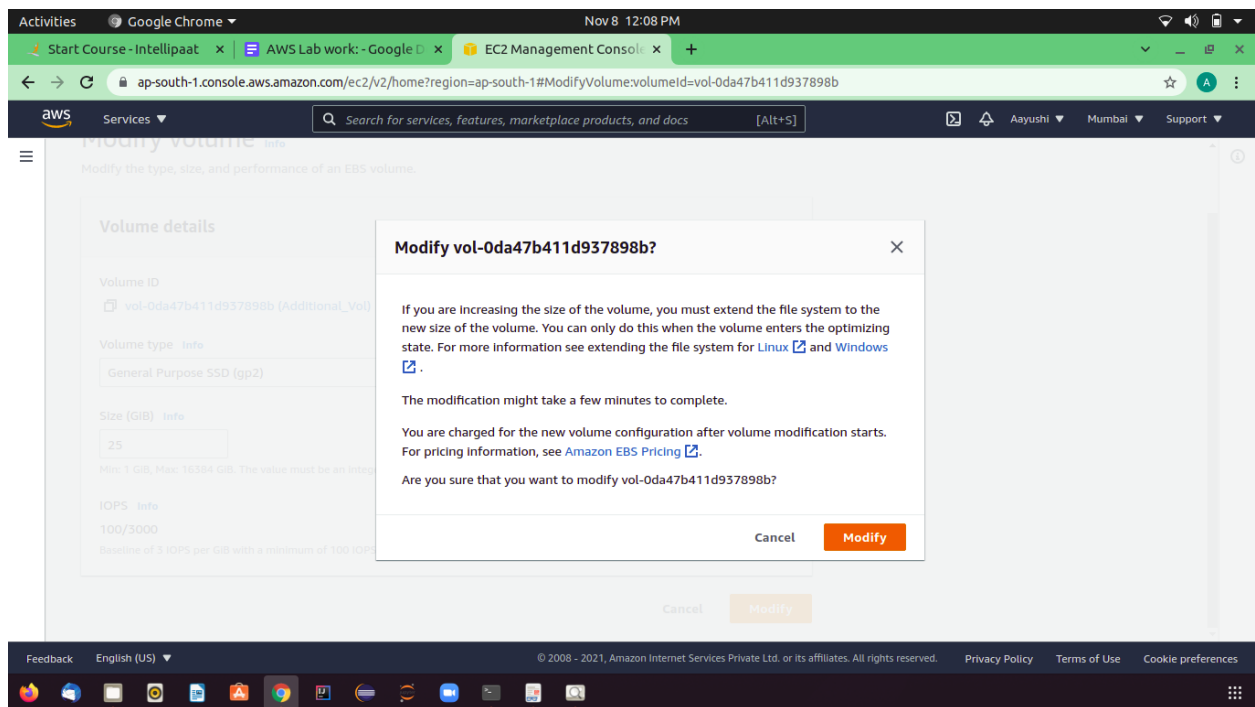 Activities Google Chrome Nov 8 12:08 PM
Start Course - Intellipaat AWS Lab work: - Google D EC2 Management Console
ap-south-1.console.aws.amazon.com/ec2/v2/home?region=ap-south-1#ModifyVolume:volumeId=vol-0da47b411d937898b A
aws Services Search for services, features, marketplace products, and docs [Alt+S] Aayushi Mumbai Support
Modify volume Info
Modify the type, size, and performance of an EBS volume.
Volume details
Volume ID
vol-0da47b411d937898b (Additional_Vol)
Volume type Info
General Purpose SSD (gp2)
Size (GiB) Info
25
Min: 1 GiB, Max: 16384 GiB. The value must be an integ
IOPS Info
100/3000
Baseline of 3 IOPS per GiB with a minimum of 100 IOPS
Cancel Modify
Modify vol-0da47b411d937898b?
If you are increasing the size of the volume, you must extend the file system to the
new size of the volume. You can only do this when the volume enters the optimizing
state. For more information see extending the file system for Linux and Windows
.
The modification might take a few minutes to complete.
You are charged for the new volume configuration after volume modification starts.
For pricing information, see Amazon EBS Pricing .
Are you sure that you want to modify vol-0da47b411d937898b?
Cancel Modify
Feedback English (US) © 2008 - 2021, Amazon Internet Services Private Ltd. or its affiliates. All rights reserved. Privacy Policy Terms of Use Cookie preferences